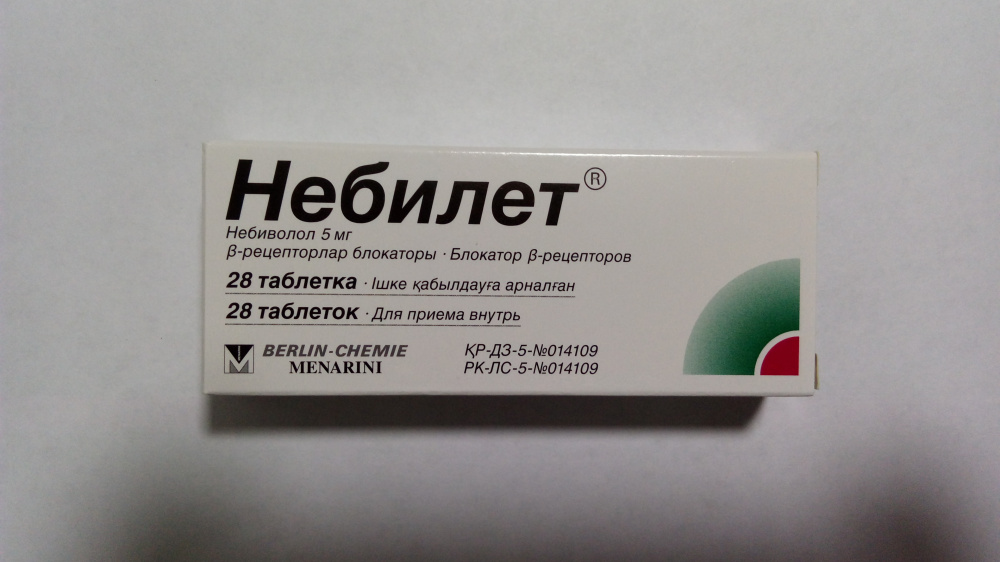 Небилет®
Небиволол 5 мг
β-рецепторлар блокаторы · Блокатор β-рецепторов
28 таблетка · Ішке қабылдауға арналған
28 таблеток · Для приема внутрь
BERLIN-CHEMIE
MENARINI
ҚР-ДЗ-5-№014109
РК-ЛС-5-№014109